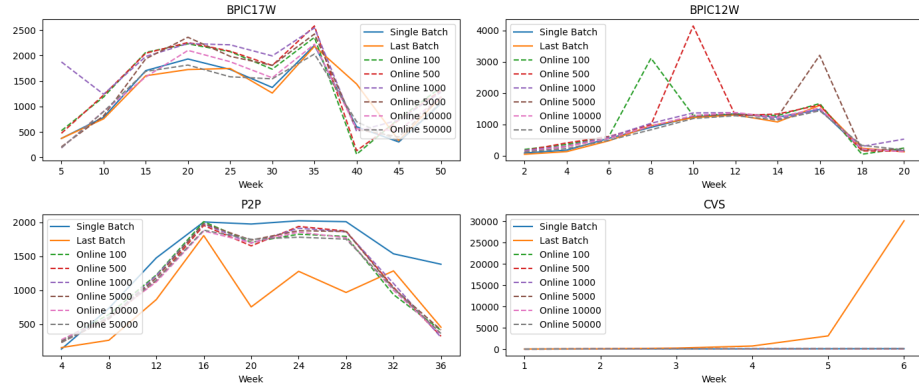 BPIC17W
2500
2000
1500
1000
500
0
5 10 15 20 25 30 35 40 45 50
Week
Single Batch
Last Batch
Online 100
Online 500
Online 1000
Online 5000
Online 10000
Online 50000
BPIC12W
4000
3000
2000
1000
0
2 4 6 8 10 12 14 16 18 20
Week
Single Batch
Last Batch
Online 100
Online 500
Online 1000
Online 5000
Online 10000
Online 50000
P2P
2000
1500
1000
500
4 8 12 16 20 24 28 32 36
Week
Single Batch
Last Batch
Online 100
Online 500
Online 1000
Online 5000
Online 10000
Online 50000
CVS
30000
25000
20000
15000
10000
5000
0
1 2 3 4 5 6
Week
Single Batch
Last Batch
Online 100
Online 500
Online 1000
Online 5000
Online 10000
Online 50000